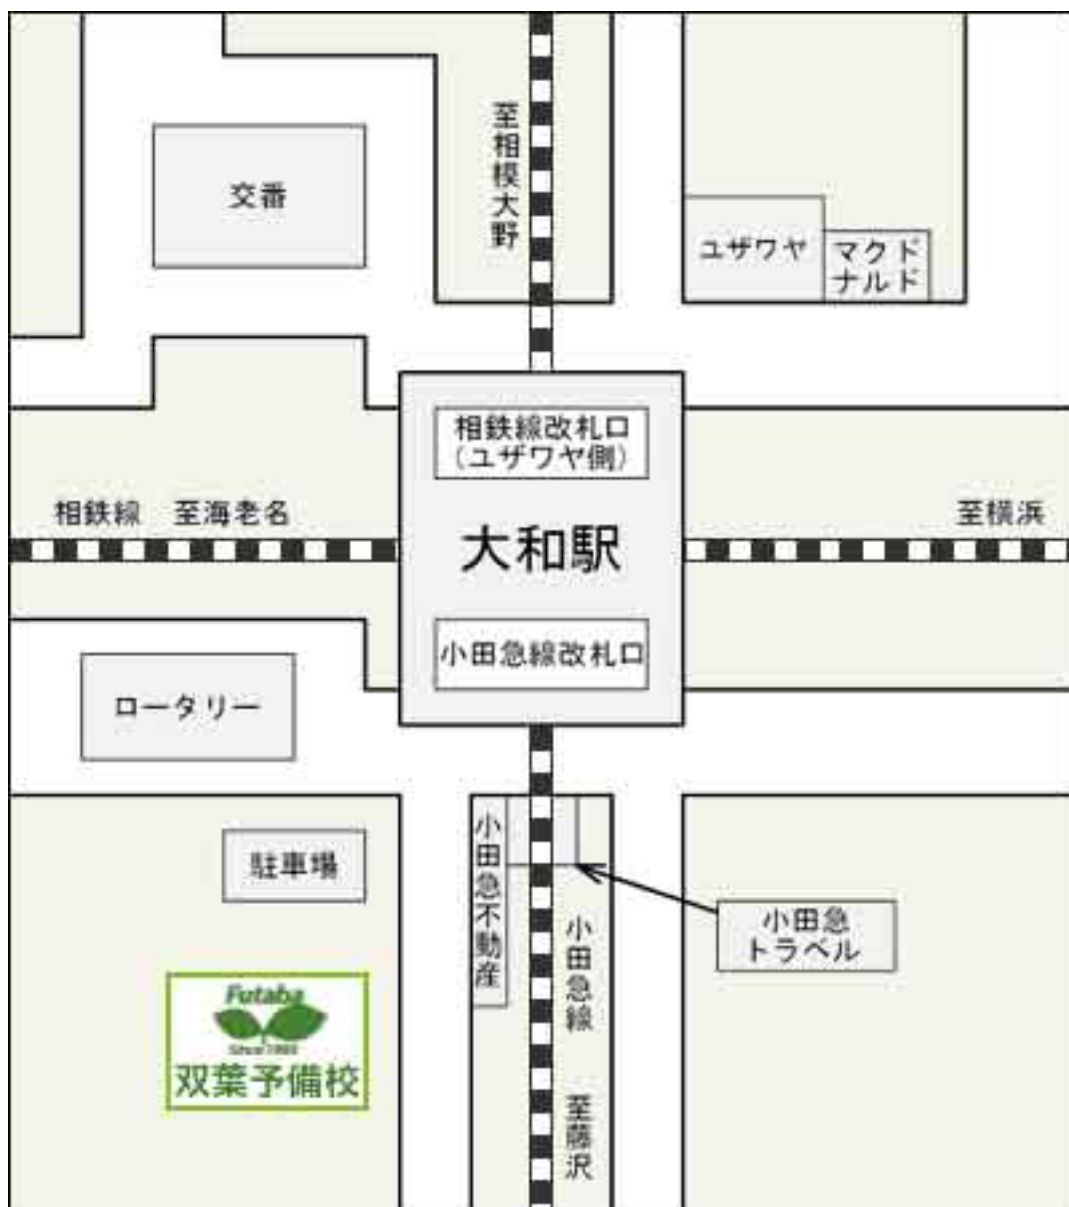 至相模大野
交番
ユザワヤ
マクド
ナルド
相鉄線改札口
（ユザワヤ側）
相鉄線　至海老名
大和駅
至横浜
小田急線改札口
ロータリー
駐車場
小田急不動産
小田急
トラベル
小田急線　至藤沢
Futaba
Since 1993
双葉予備校